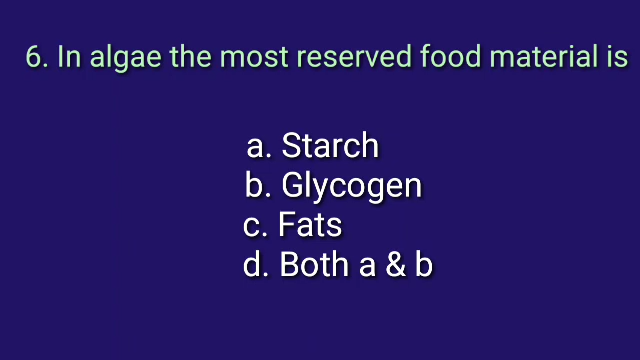 6. In algae the most reserved food material is
a. Starch
b. Glycogen
c. Fats
d. Both a & b